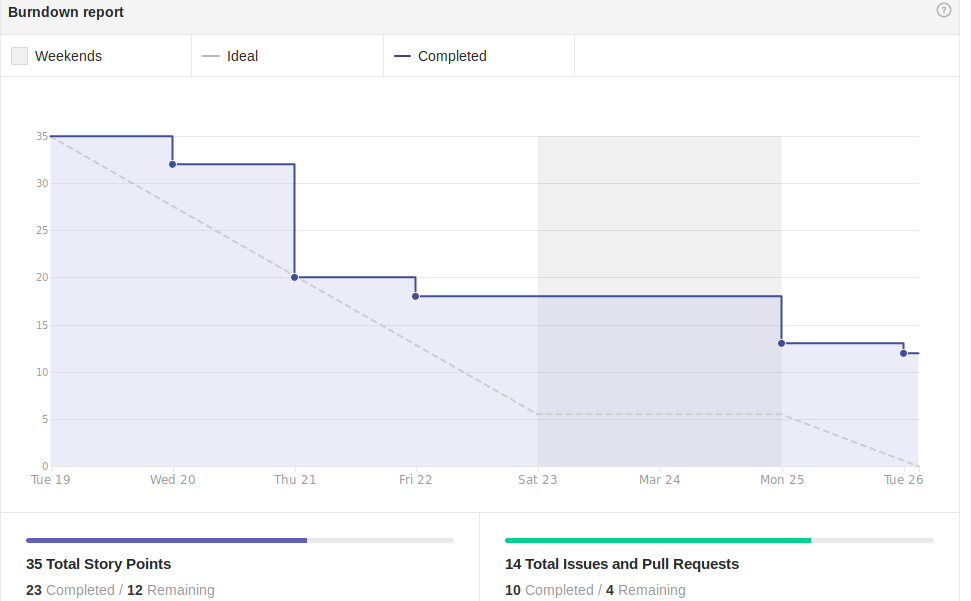 Burndown report
?
Weekends
Ideal
Completed
35
30
25
20
15
10
5
0
Tue 19 Wed 20 Thu 21 Fri 22 Sat 23 Mar 24 Mon 25 Tue 26
35 Total Story Points
23 Completed / 12 Remaining
14 Total Issues and Pull Requests
10 Completed / 4 Remaining